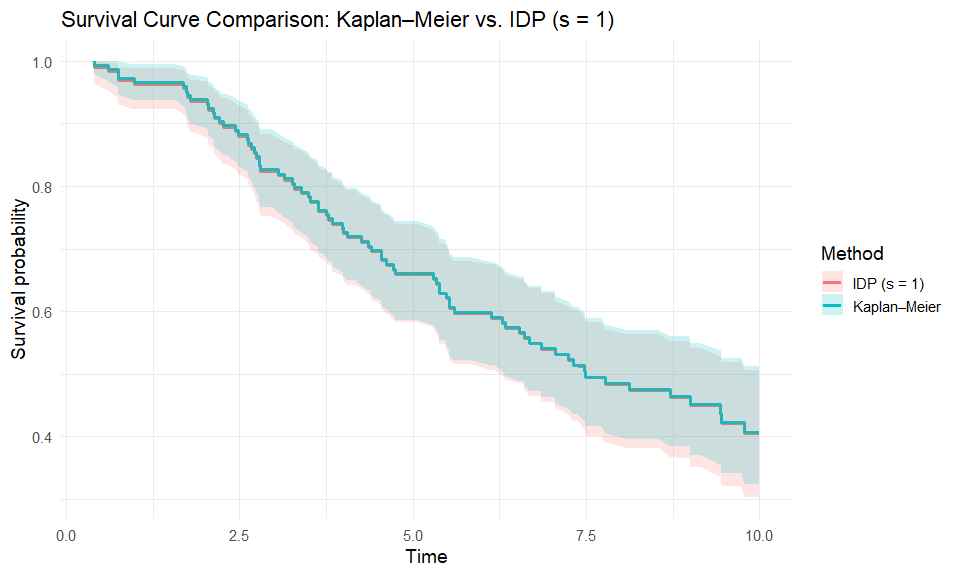 Survival Curve Comparison: Kaplan–Meier vs. IDP (s = 1)
Survival probability
1.0
0.8
0.6
0.4
0.0
2.5
5.0
7.5
10.0
Time
Method
IDP (s = 1)
Kaplan–Meier